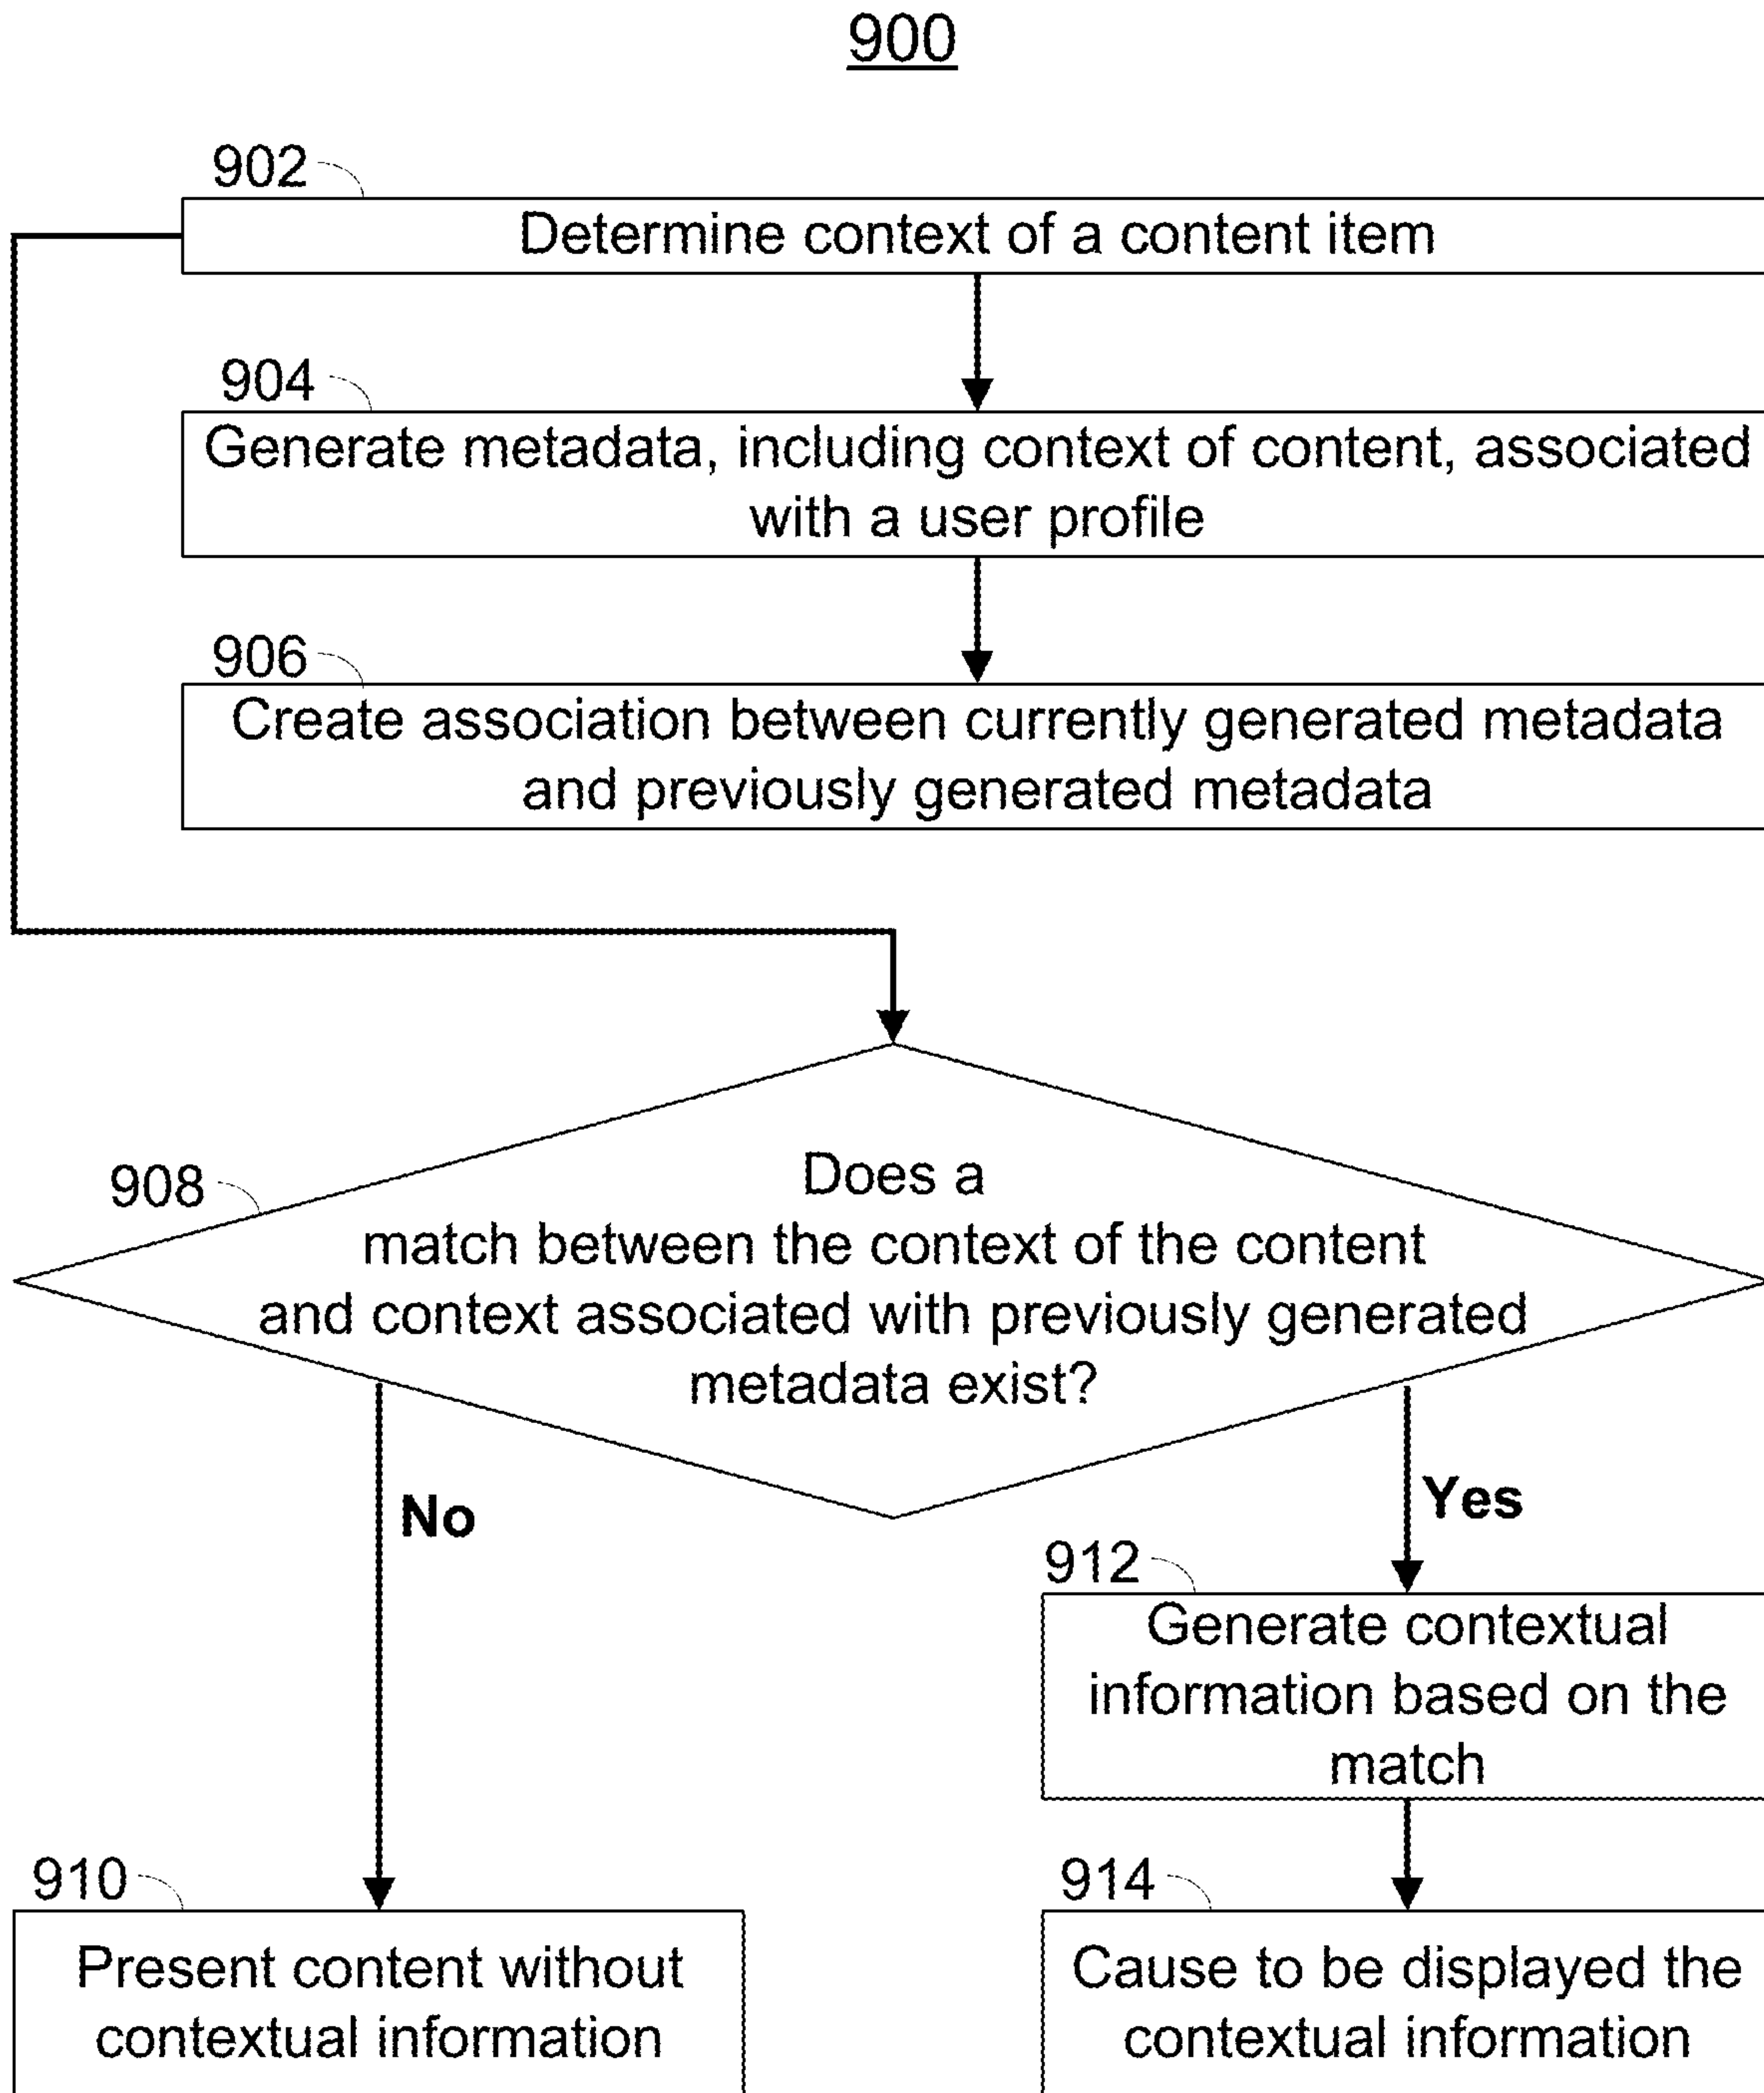 900
902
Determine context of a content item
904
Generate metadata, including context of content, associated
with a user profile
906
Create association between currently generated metadata
and previously generated metadata
908
Does a
match between the context of the content
and context associated with previously generated
metadata exist?
No
Yes
912
Generate contextual
information based on the
match
910
Present content without
contextual information
914
Cause to be displayed the
contextual information